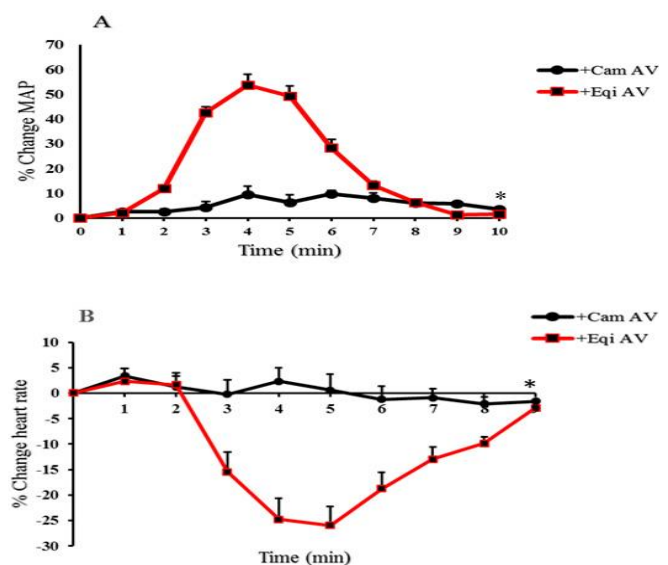 A
% Change MAP
70
60
50
40
30
20
10
0
0 1 2 3 4 5 6 7 8 9 10
*
Time (min)
+Cam AV
+Eqi AV
B
% Change heart rate
10
5
0
-5
-10
-15
-20
-25
-30
1 2 3 4 5 6 7 8
*
Time (min)
+Cam AV
+Eqi AV